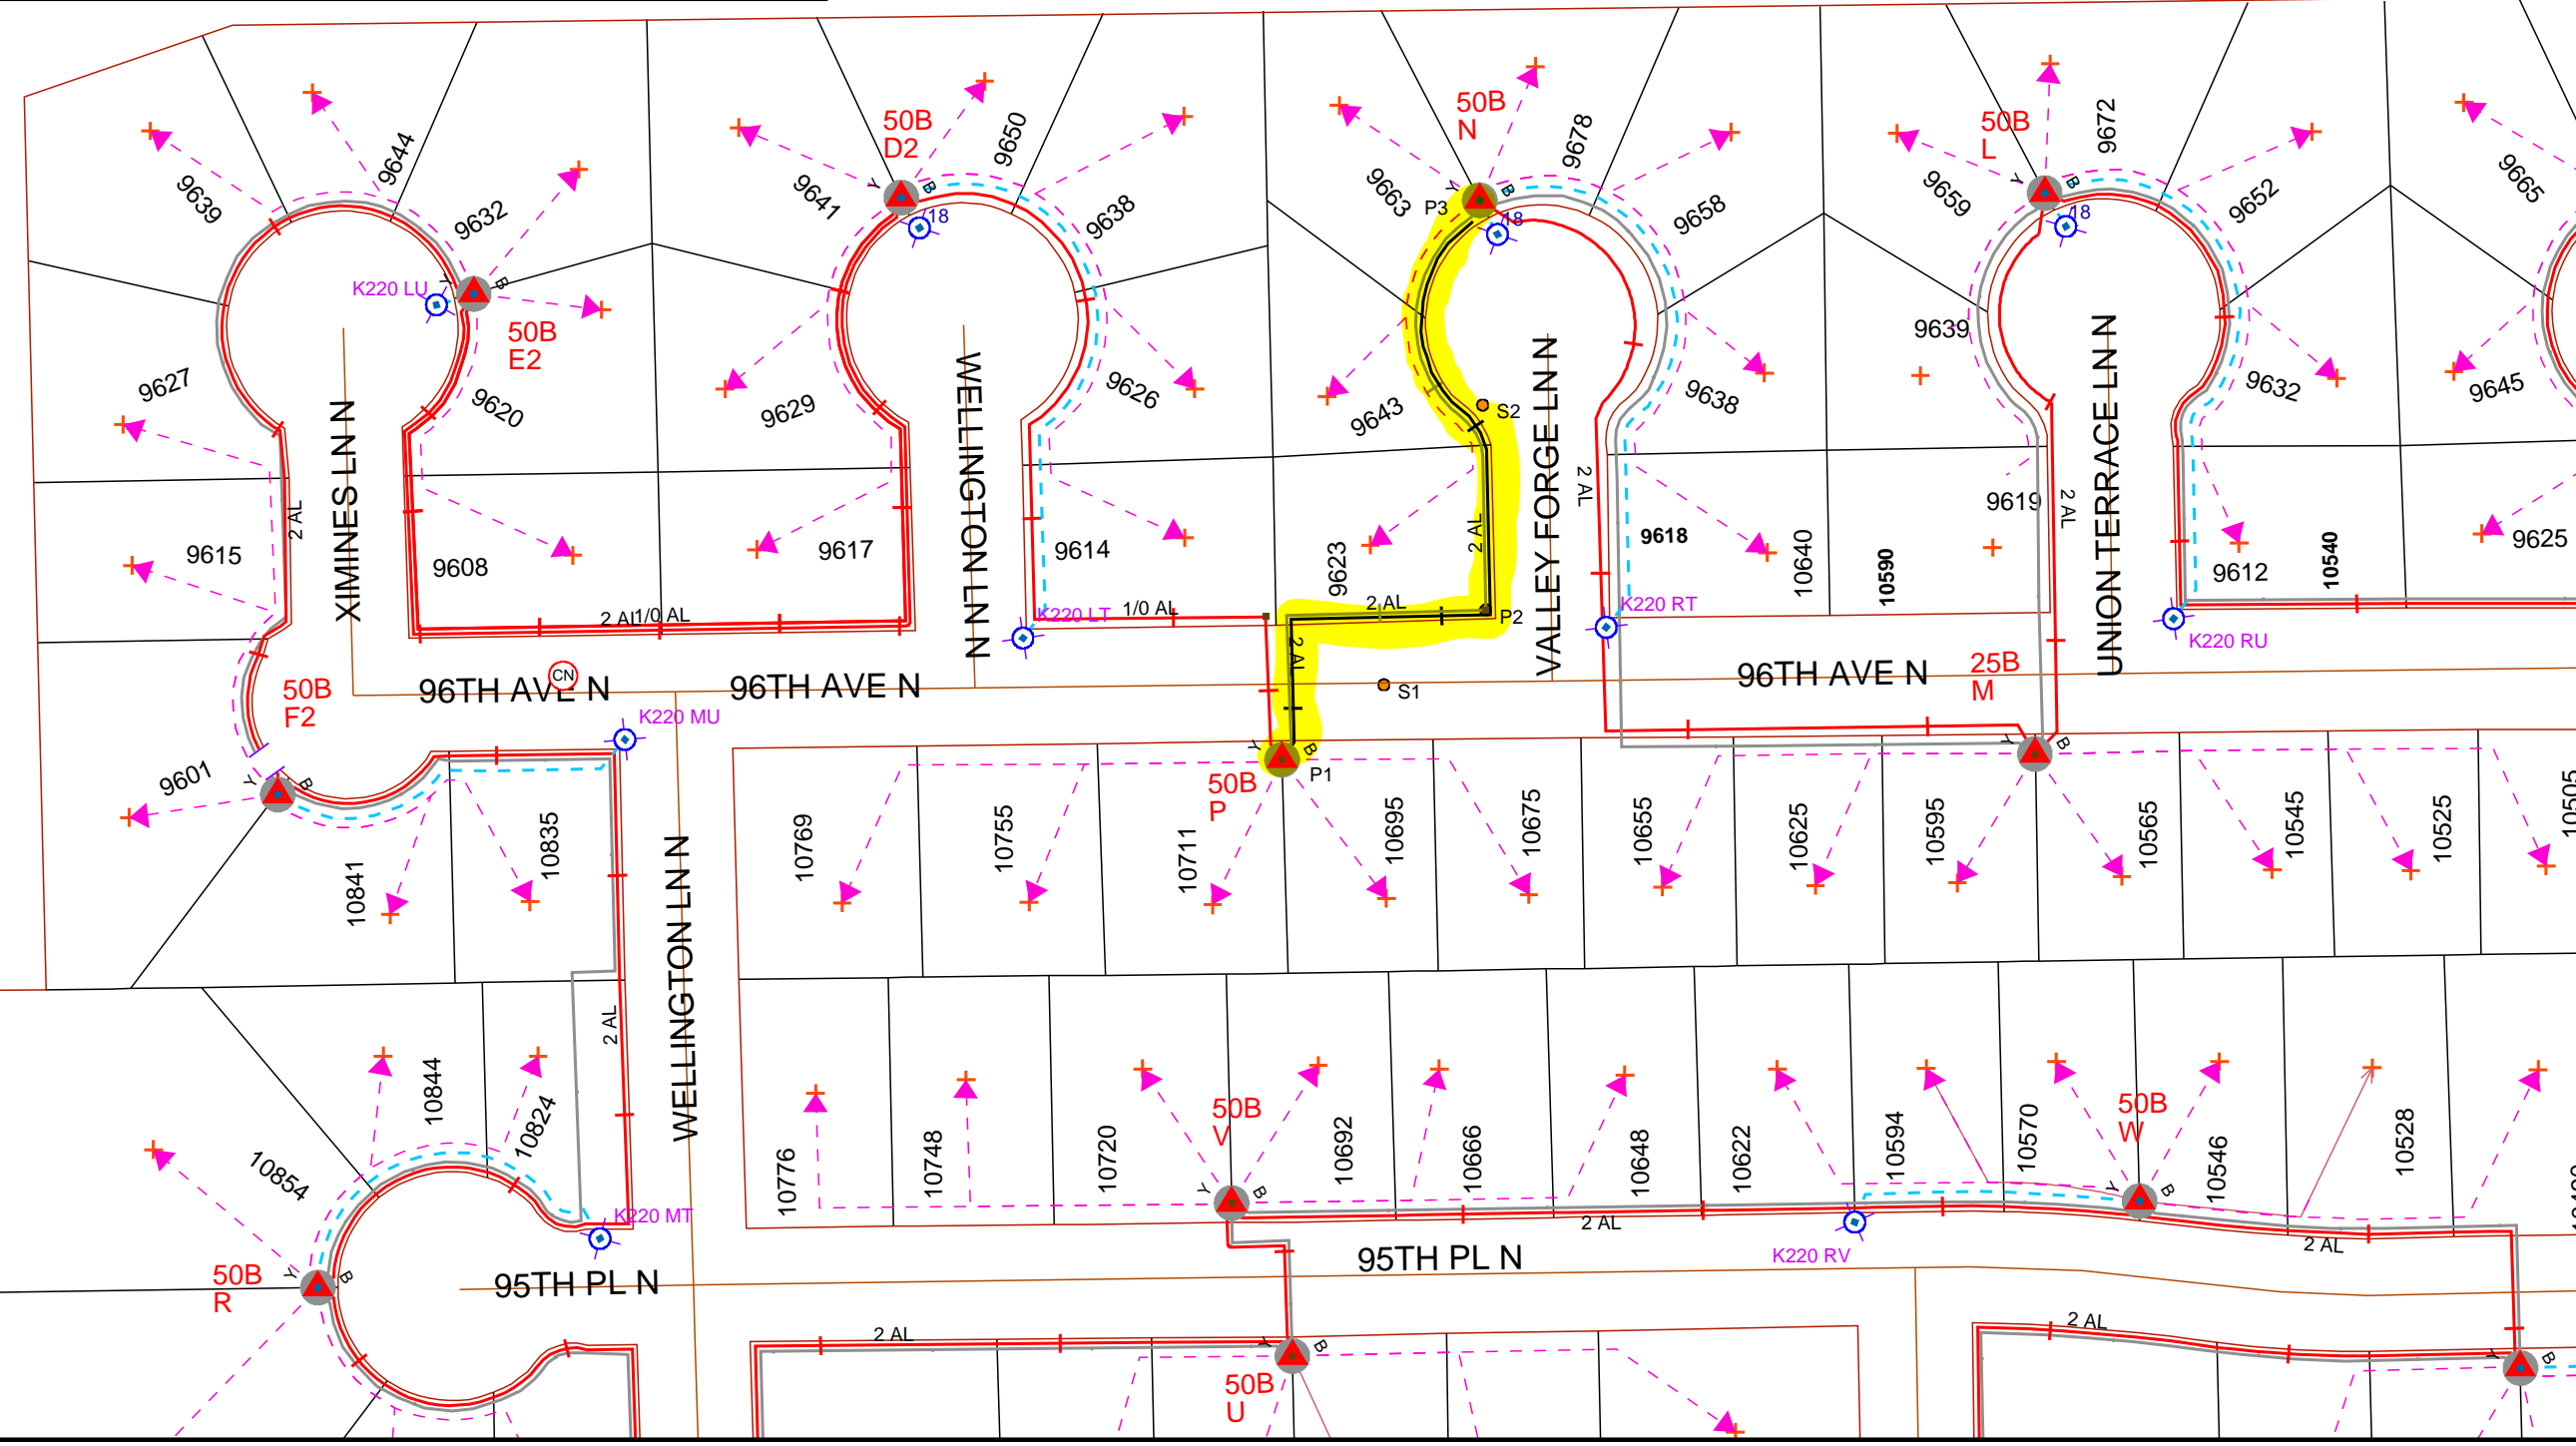 50B
N
50B
D2
50B
L
9672
9650
9678
9644
9639
9632
9641
9638
9663
9658
9659
9652
9665
Y
B
Y
B
Y
B
Y
B
P3
18
18
18
K220 LU
Y
B
50B
E2
9627
9620
9629
9626
9643
S2
9638
9639
9632
9645
XIMINES LN N
WELLINGTON LN N
VALLEY FORGE LN N
UNION TERRACE LN N
2 AL
2 AL
2 AL
2 AL
9615
9608
9617
9614
9623
9618
10640
10590
9619
9612
10540
9625
2 AL
1/0 AL
K220 LT
1/0 AL
2 AL
P2
K220 RT
K220 RU
2 AL
50B
F2
96TH AVE N
CN
96TH AVE N
S1
96TH AVE N
25B
M
K220 MU
9601
Y
B
Y
B
P1
50B
P
Y
B
10841
10835
10769
10755
10711
10695
10675
10655
10625
10595
10565
10545
10525
10505
WELLINGTON LN N
2 AL
10844
10824
10854
50B
V
50B
W
10776
10748
10720
10692
10666
10648
10622
10594
10570
10546
10528
Y
B
Y
B
K220 MT
2 AL
K220 RV
2 AL
50B
R
Y
B
95TH PL N
95TH PL N
2 AL
2 AL
Y
B
50B
U
Y
B